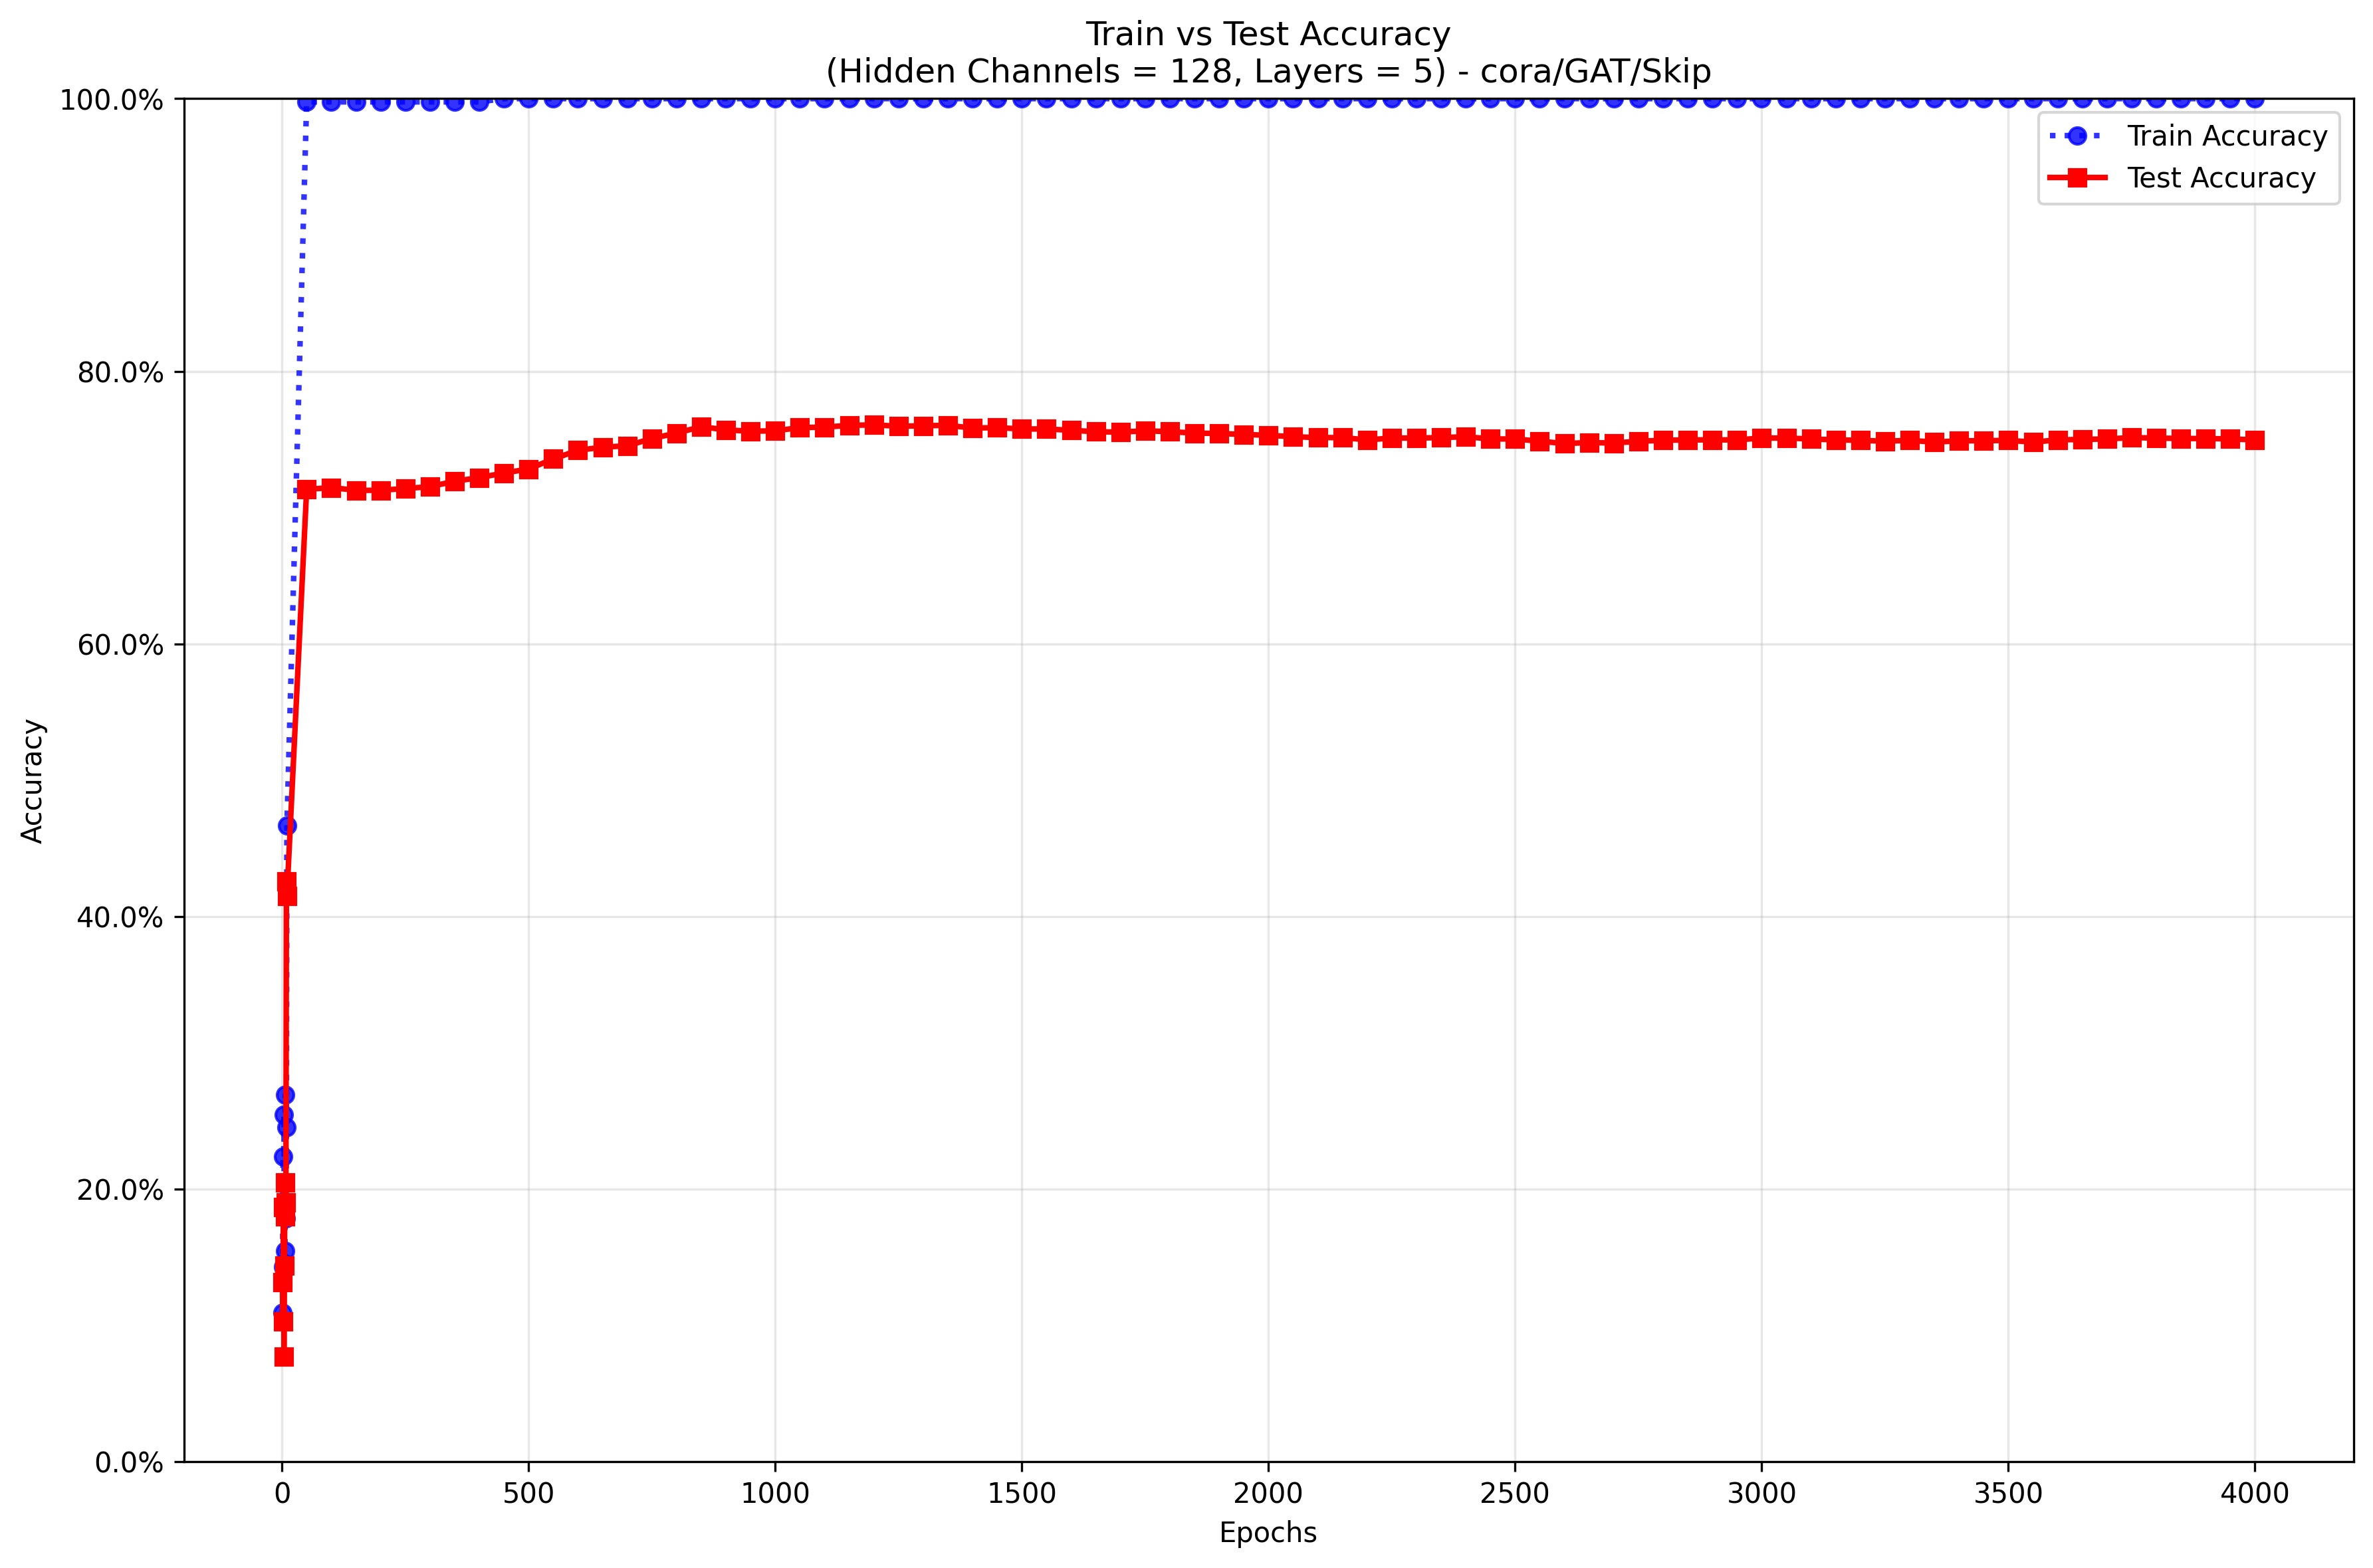 Train vs Test Accuracy
(Hidden Channels = 128, Layers = 5) - cora/GAT/Skip
100.0%
80.0%
60.0%
40.0%
20.0%
0.0%
Accuracy
Train Accuracy
Test Accuracy
0 500 1000 1500 2000 2500 3000 3500 4000
Epochs